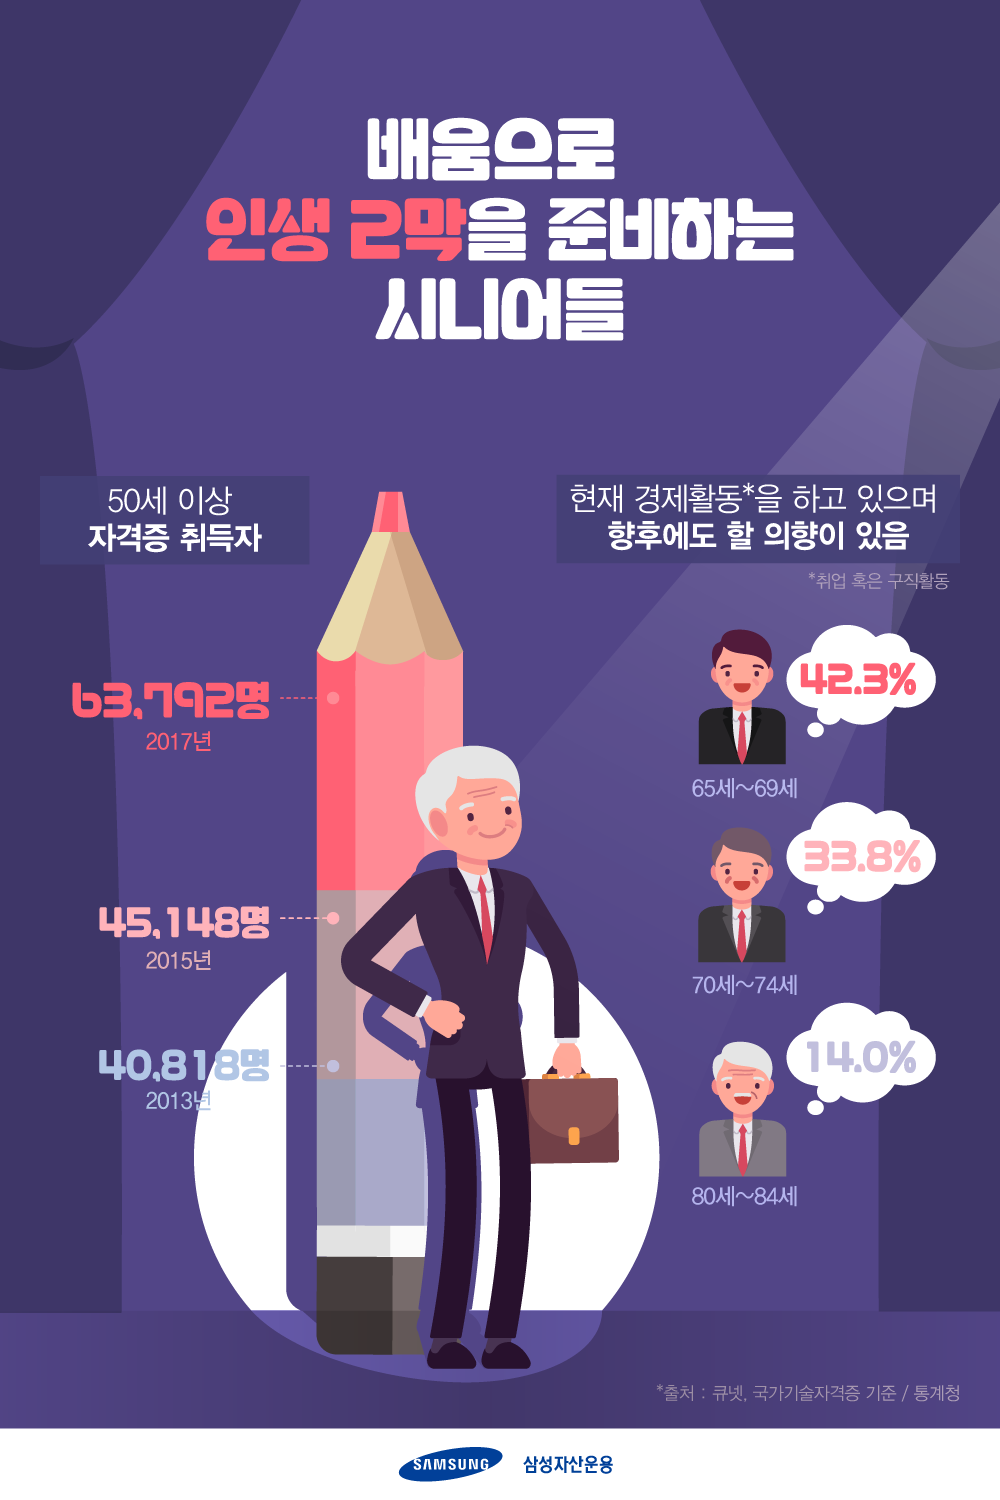 배움으로
인생 2막을 준비하는
시니어들
50세 이상
자격증 취득자
63,792명
2017년
45,148명
2015년
40,818명
2013년
현재 경제활동*을 하고 있으며
향후에도 할 의향이 있음
*취업 혹은 구직활동
42.3%
65세~69세
33.8%
70세~74세
14.0%
80세~84세
*출처 : 큐넷, 국가기술자격증 기준 / 통계청
SAMSUNG 삼성자산운용